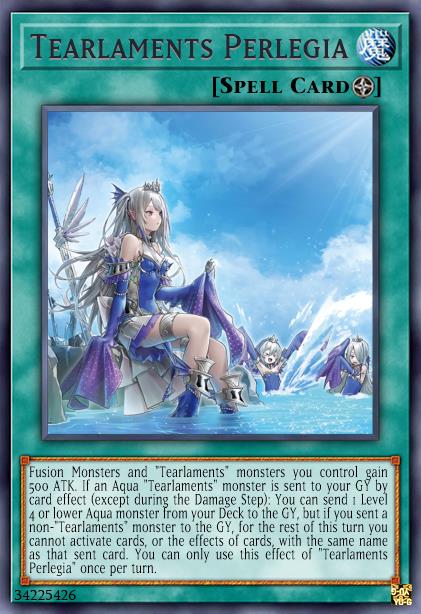 Tearlaments Perlegia
魔
[Spell Card]
Fusion Monsters and "Tearlaments" monsters you control gain
500 ATK. If an Aqua "Tearlaments" monster is sent to your GY by
card effect (except during the Damage Step): You can send 1 Level
4 or lower Aqua monster from your Deck to the GY, but if you sent a
non-"Tearlaments" monster to the GY, for the rest of this turn you
cannot activate cards, or the effects of cards, with the same name
as that sent card. You can only use this effect of "Tearlaments
Perlegia" once per turn.
34225426